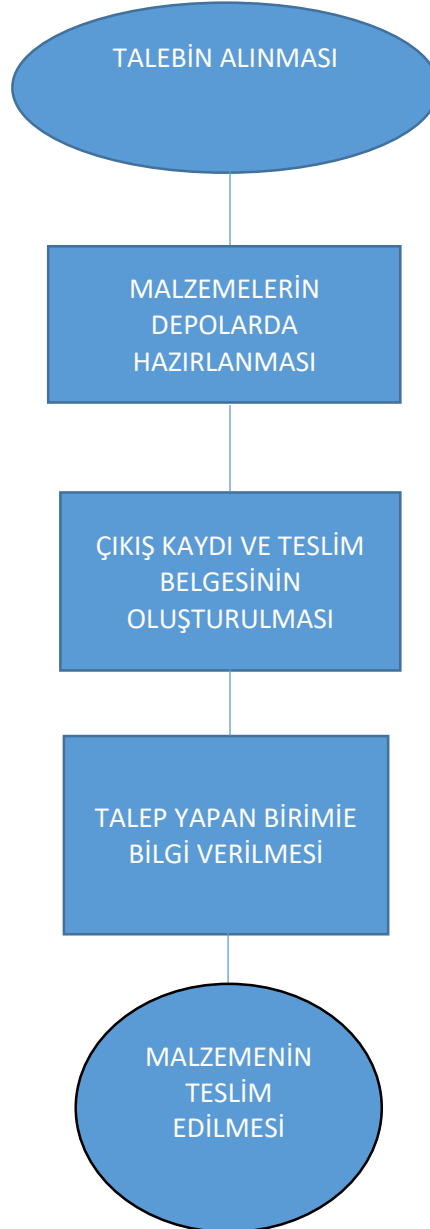 TALEBİN ALINMASI
MALZEMELERİN
DEPOLARDA
HAZIRLANMASI
ÇIKIŞ KAYDI VE TESLİM
BELGESİNİN
OLUŞTURULMASI
TALEP YAPAN BİRİMİE
BİLGİ VERİLMESİ
MALZEMENİN
TESLİM
EDİLMESİ